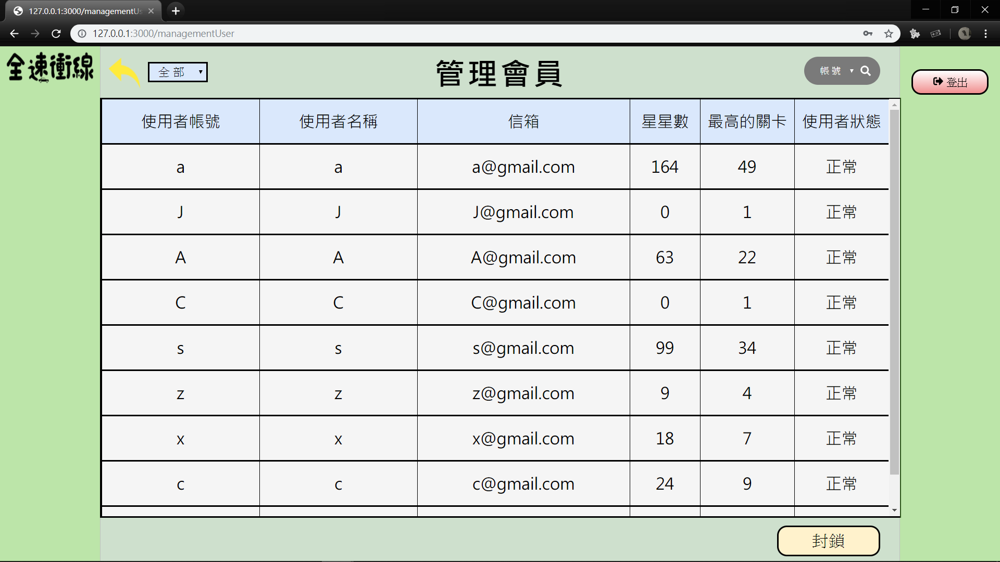 127.0.0.1:3000/managementUs
127.0.0.1:3000/managementUser
全速衝線
全部
管理會員
帳號
登出
使用者帳號 使用者名稱 信箱 星星數 最高的關卡 使用者狀態
a a a@gmail.com 164 49 正常
J J J@gmail.com 0 1 正常
A A A@gmail.com 63 22 正常
C C C@gmail.com 0 1 正常
s s s@gmail.com 99 34 正常
z z z@gmail.com 9 4 正常
x x x@gmail.com 18 7 正常
c c c@gmail.com 24 9 正常
封鎖